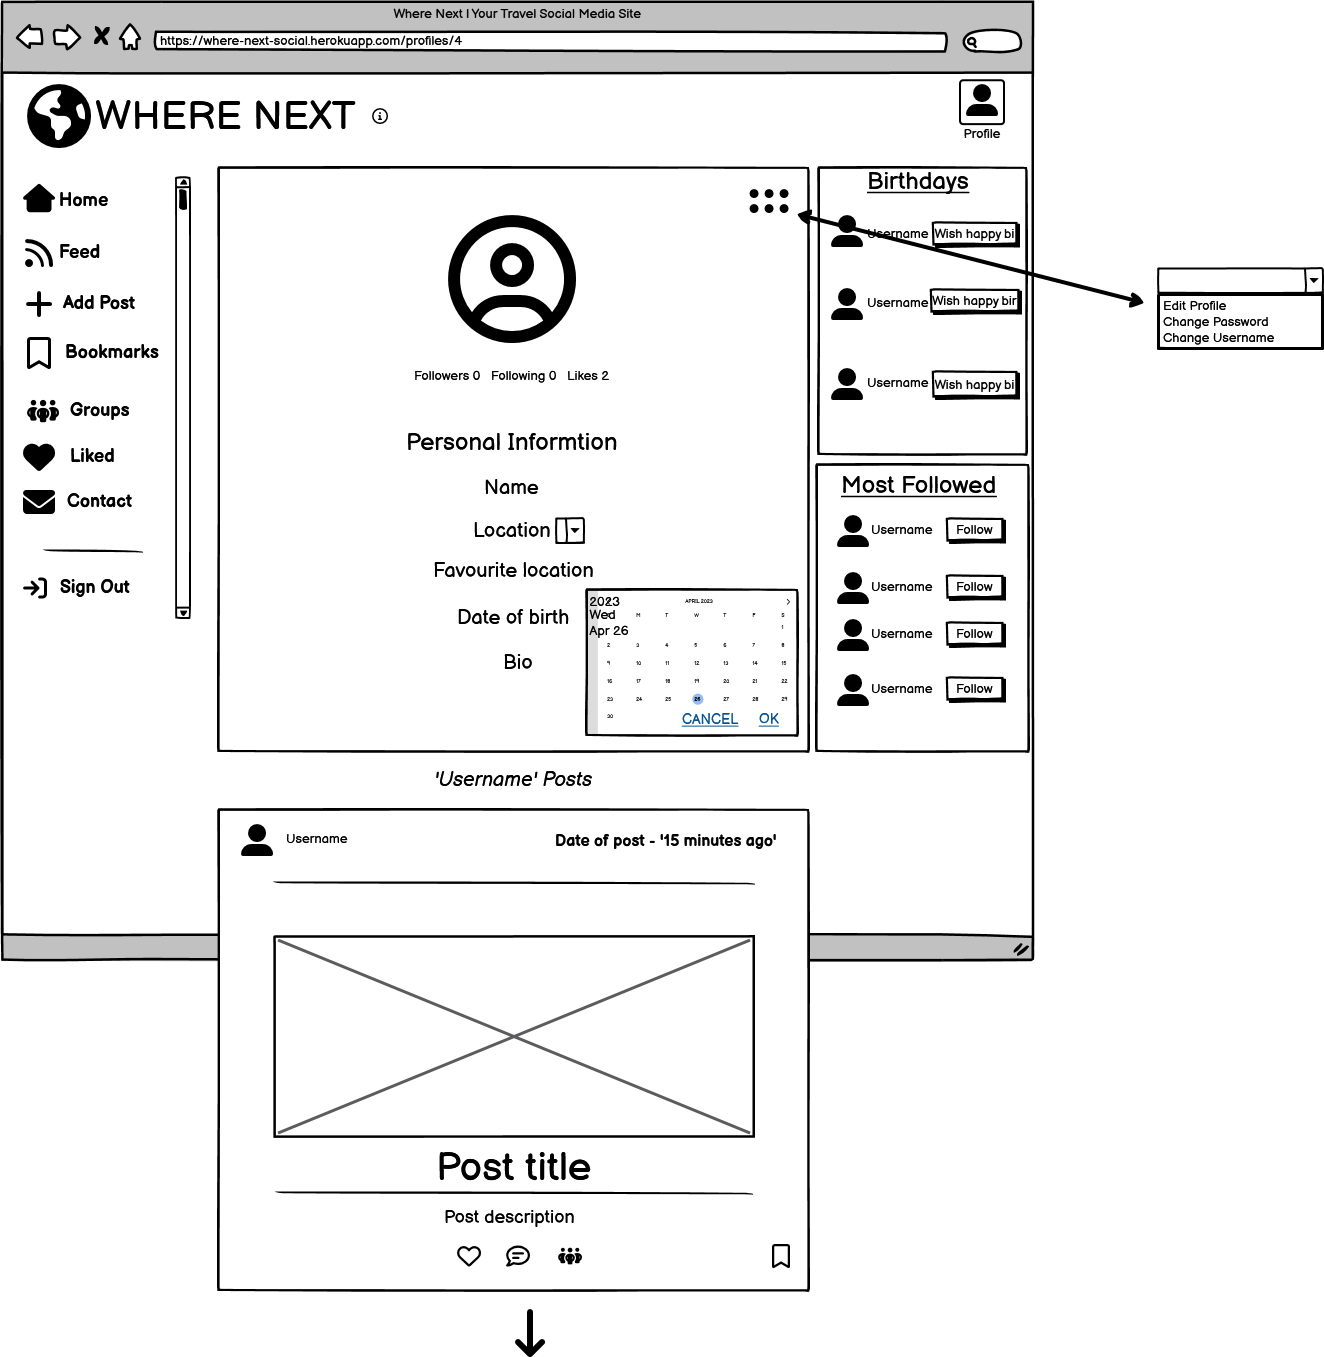 Where Next | Your Travel Social Media Site
https://where-next-social.herokuapp.com/profiles/4
WHERE NEXT
Profile
Home
Feed
Add Post
Bookmarks
Groups
Liked
Contact
Sign Out
Followers 0 Following 0 Likes 2
Personal Informtion
Name
Location
Favourite location
Date of birth
Bio
2023
Wed
Apr 26
APRIL 2023
M T W T F S
1
2 3 4 5 6 7 8
9 10 11 12 13 14 15
16 17 18 19 20 21 22
23 24 25 26 27 28 29
30
CANCEL OK
Birthdays
Username Wish happy bi
Username Wish happy bir
Username Wish happy bi
Most Followed
Username Follow
Username Follow
Username Follow
Username Follow
Edit Profile
Change Password
Change Username
'Username' Posts
Username Date of post - '15 minutes ago'
Post title
Post description